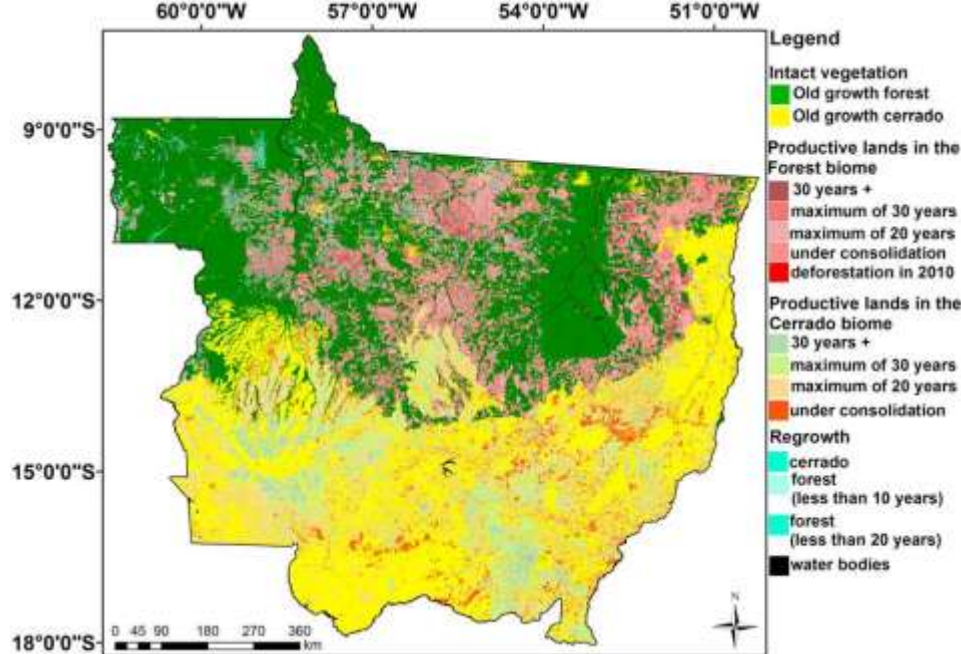 60°0'0"W 57°0'0"W 54°0'0"W 51°0'0"W
9°0'0"S
12°0'0"S
15°0'0"S
18°0'0"S
0 45 90 180 270 360
km
N
Legend
Intact vegetation
Old growth forest
Old growth cerrado
Productive lands in the
Forest biome
30 years +
maximum of 30 years
maximum of 20 years
under consolidation
deforestation in 2010
Productive lands in the
Cerrado biome
30 years +
maximum of 30 years
maximum of 20 years
under consolidation
Regrowth
cerrado
forest
(less than 10 years)
forest
(less than 20 years)
water bodies